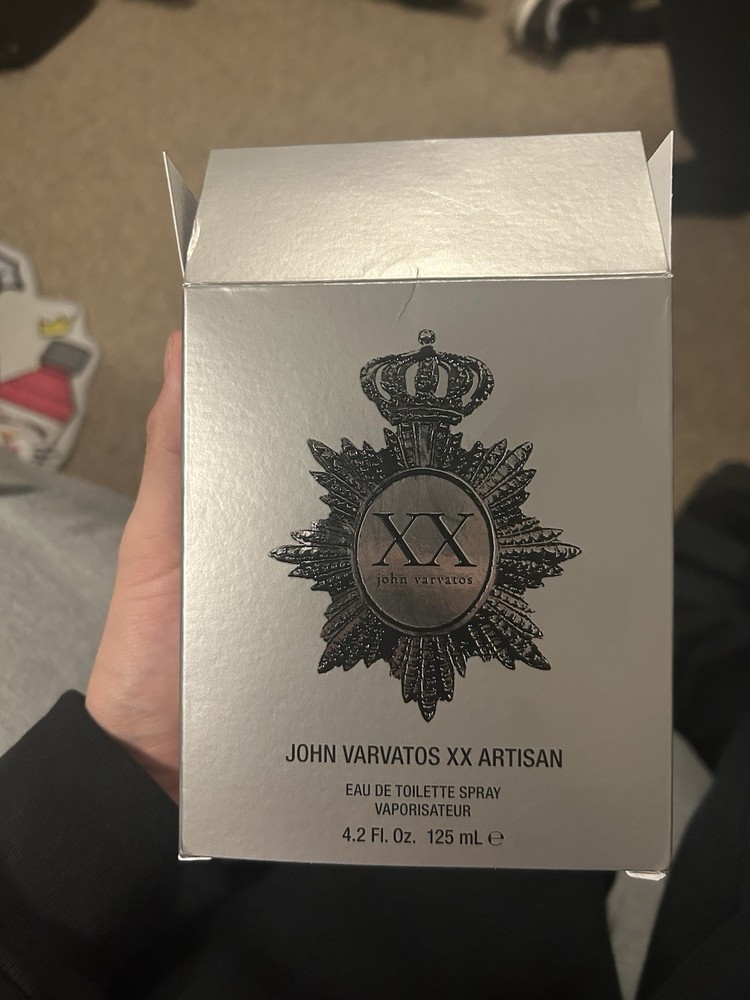 XX
john varvatos
JOHN VARVATOS XX ARTISAN
EAU DE TOILETTE SPRAY
VAPORISATEUR
4.2 Fl. Oz. 125 mL ℮